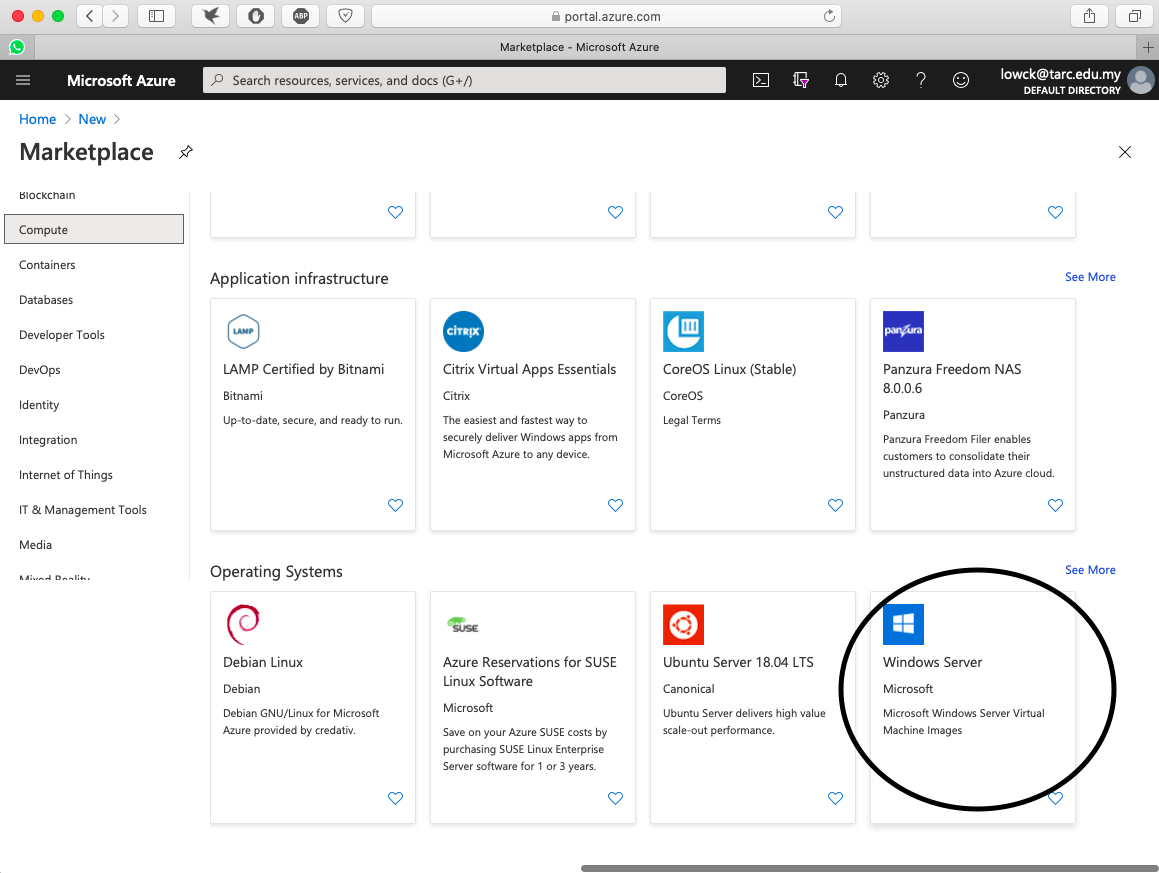 ABP
portal.azure.com
Marketplace - Microsoft Azure
Microsoft Azure
Search resources, services, and docs (G+/)
lowck@tarc.edu.my
DEFAULT DIRECTORY
Home
New
Marketplace
Blockchain
Compute
Containers
Databases
Developer Tools
DevOps
Identity
Integration
Internet of Things
IT & Management Tools
Media
Mixed Reality
Application infrastructure
See More
LAMP
LAMP Certified by Bitnami
Bitnami
Up-to-date, secure, and ready to run.
CITRIX
Citrix Virtual Apps Essentials
Citrix
The easiest and fastest way to
securely deliver Windows apps from
Microsoft Azure to any device.
CoreOS Linux (Stable)
CoreOS
Legal Terms
panzura
Panzura Freedom NAS
8.0.0.6
Panzura
Panzura Freedom Filer enables
customers to consolidate their
unstructured data into Azure cloud.
Operating Systems
See More
Debian Linux
Debian
Debian GNU/Linux for Microsoft
Azure provided by credativ.
SUSE
Azure Reservations for SUSE
Linux Software
Microsoft
Save on your Azure SUSE costs by
purchasing SUSE Linux Enterprise
Server software for 1 or 3 years.
Ubuntu Server 18.04 LTS
Canonical
Ubuntu Server delivers high value
scale-out performance.
Windows Server
Microsoft
Microsoft Windows Server Virtual
Machine Images